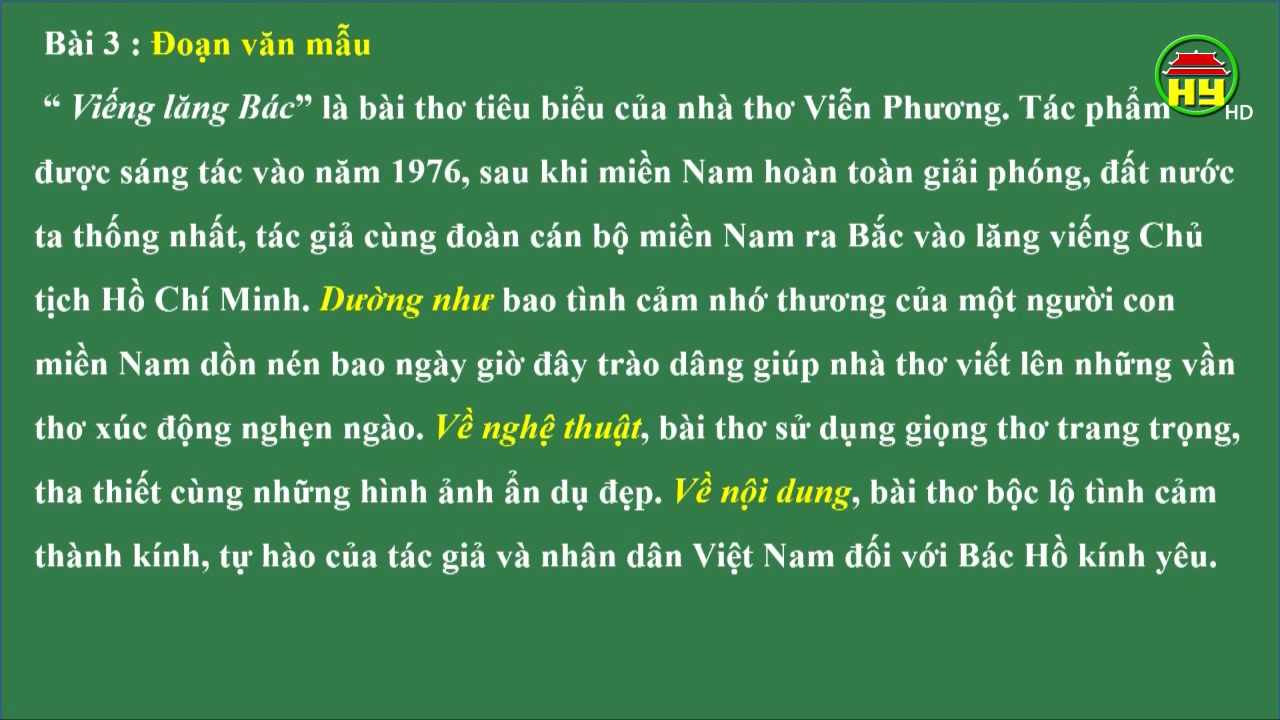 Bài 3 : Đoạn văn mẫu
“ Viếng lăng Bác” là bài thơ tiêu biểu của nhà thơ Viễn Phương. Tác phẩm
được sáng tác vào năm 1976, sau khi miền Nam hoàn toàn giải phóng, đất nước
ta thống nhất, tác giả cùng đoàn cán bộ miền Nam ra Bắc vào lăng viếng Chủ
tịch Hồ Chí Minh. Dường như bao tình cảm nhớ thương của một người con
miền Nam dồn nén bao ngày giờ đây trào dâng giúp nhà thơ viết lên những vần
thơ xúc động nghẹn ngào. Về nghệ thuật, bài thơ sử dụng giọng thơ trang trọng,
tha thiết cùng những hình ảnh ẩn dụ đẹp. Về nội dung, bài thơ bộc lộ tình cảm
thành kính, tự hào của tác giả và nhân dân Việt Nam đối với Bác Hồ kính yêu.
HY HD